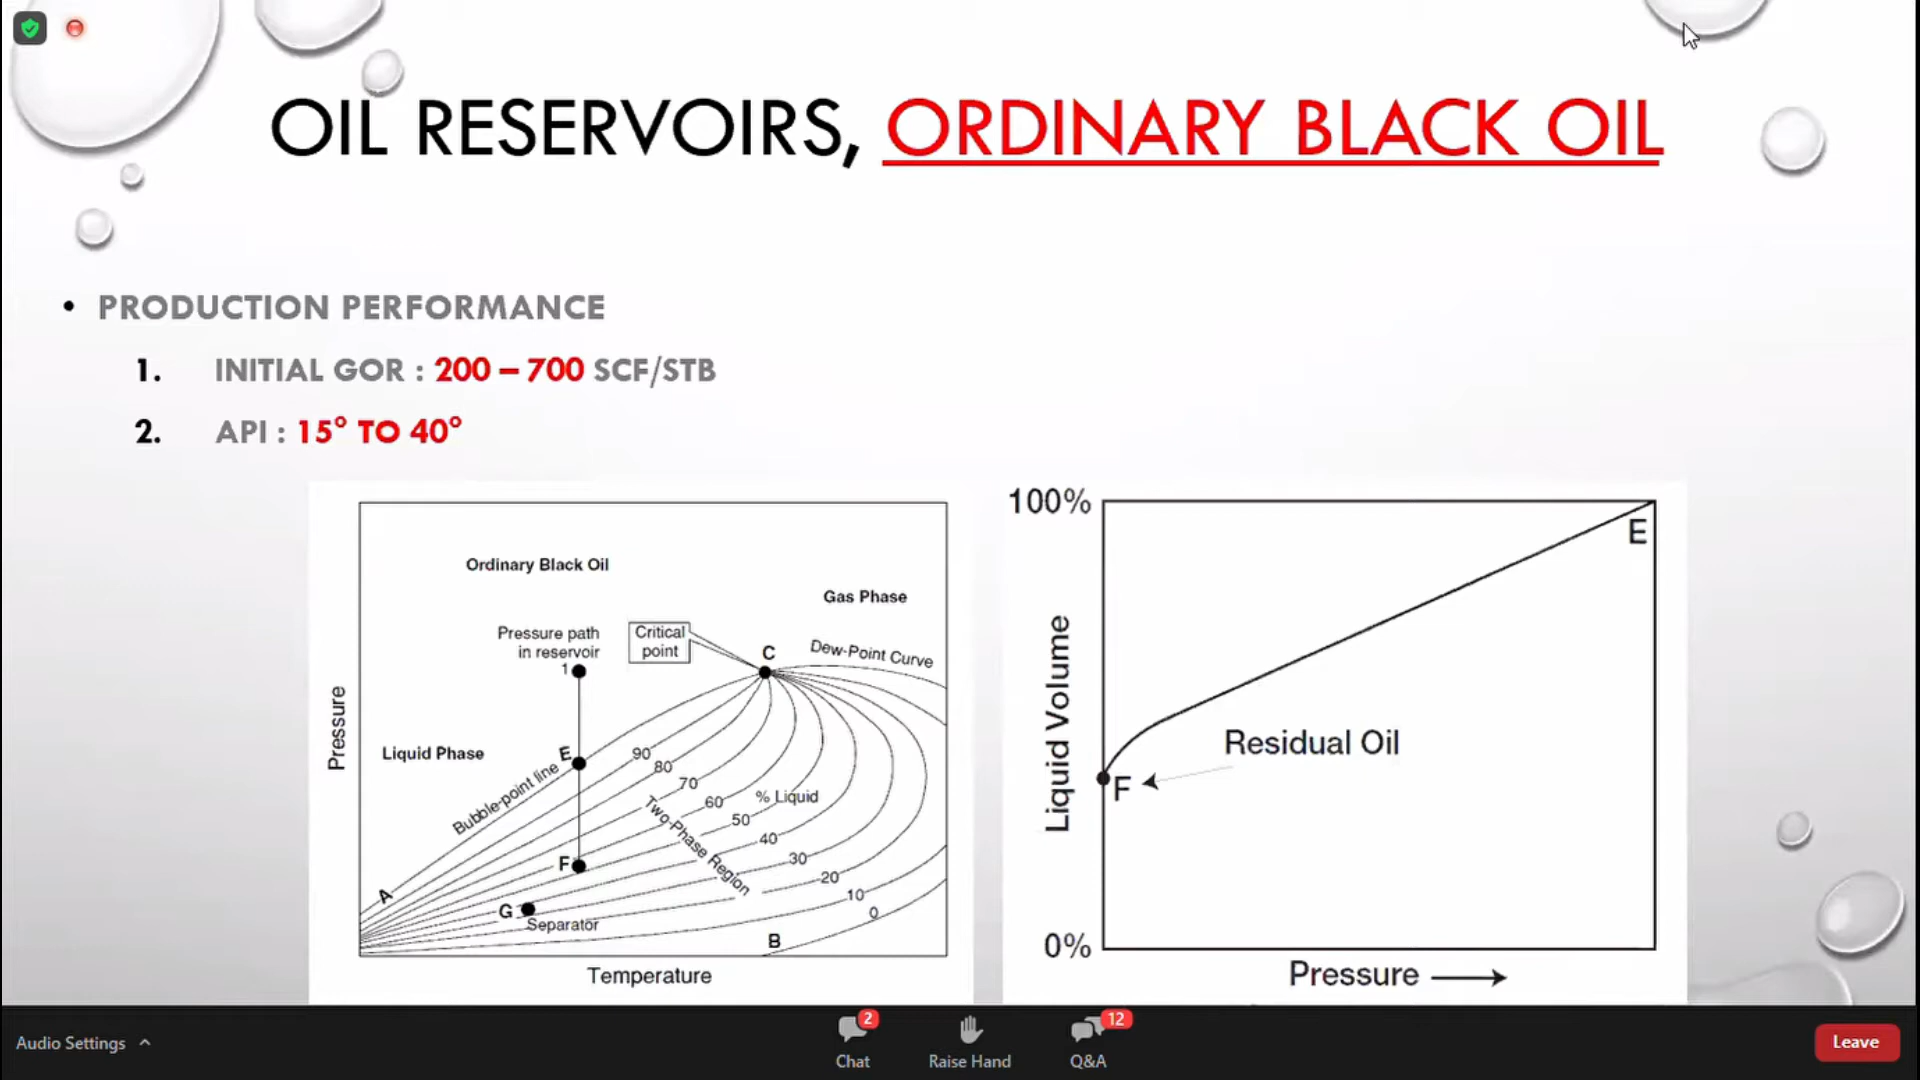 OIL RESERVOIRS, ORDINARY BLACK OIL
• PRODUCTION PERFORMANCE
1. INITIAL GOR : 200 – 700 SCF/STB
2. API : 15° TO 40°
Ordinary Black Oil
Gas Phase
Pressure path
in reservoir
1
Critical
point
C
Dew-Point Curve
Pressure
Liquid Phase
E
Bubble-point line
90
80
70
60
% Liquid
50
40
30
20
10
0
Two-Phase Region
F
A
G
Separator
B
Temperature
100%
E
Liquid Volume
Residual Oil
F
0%
Pressure
Audio Settings
2
Chat
Raise Hand
12
Q&A
Leave